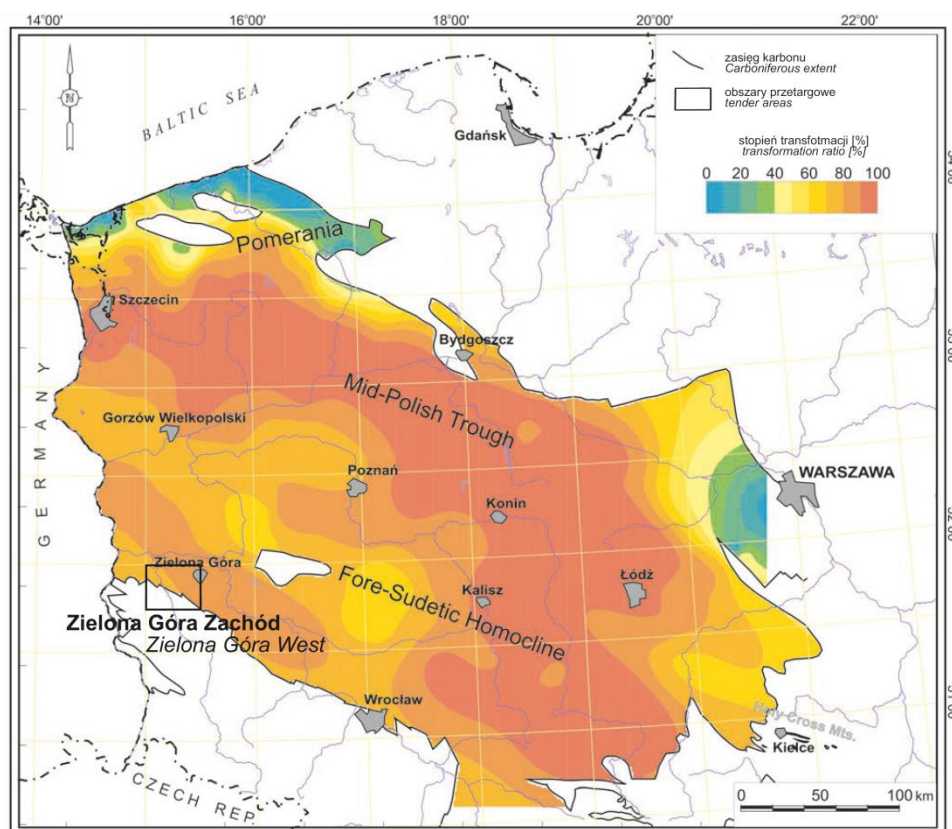 14°00'
16°00'
18°00'
20°00'
22°00'
zasięg karbonu
Carboniferous extent
obszary przetargowe
tender areas
stopień transfotmacji [%]
transformation ratio [%]
0 20 40 60 80 100
N
BALTIC SEA
Gdańsk
Pomerania
Szczecin
Bydgoszcz
Mid-Polish Trough
Gorzów Wielkopolski
GERMANY
Poznań
WARSZAWA
Konin
Zielona Góra
Łódź
Kalisz
Fore-Sudetic Homocline
Zielona Góra Zachód
Zielona Góra West
Wrocław
Holy Cross Mts.
Kielce
CZECH REP.
0 50 100 km